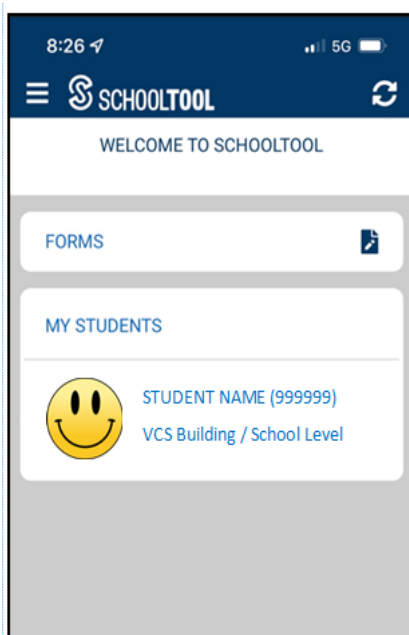 8:26
5G
SCHOOLTOOL
WELCOME TO SCHOOLTOOL
FORMS
MY STUDENTS
STUDENT NAME (999999)
VCS Building / School Level